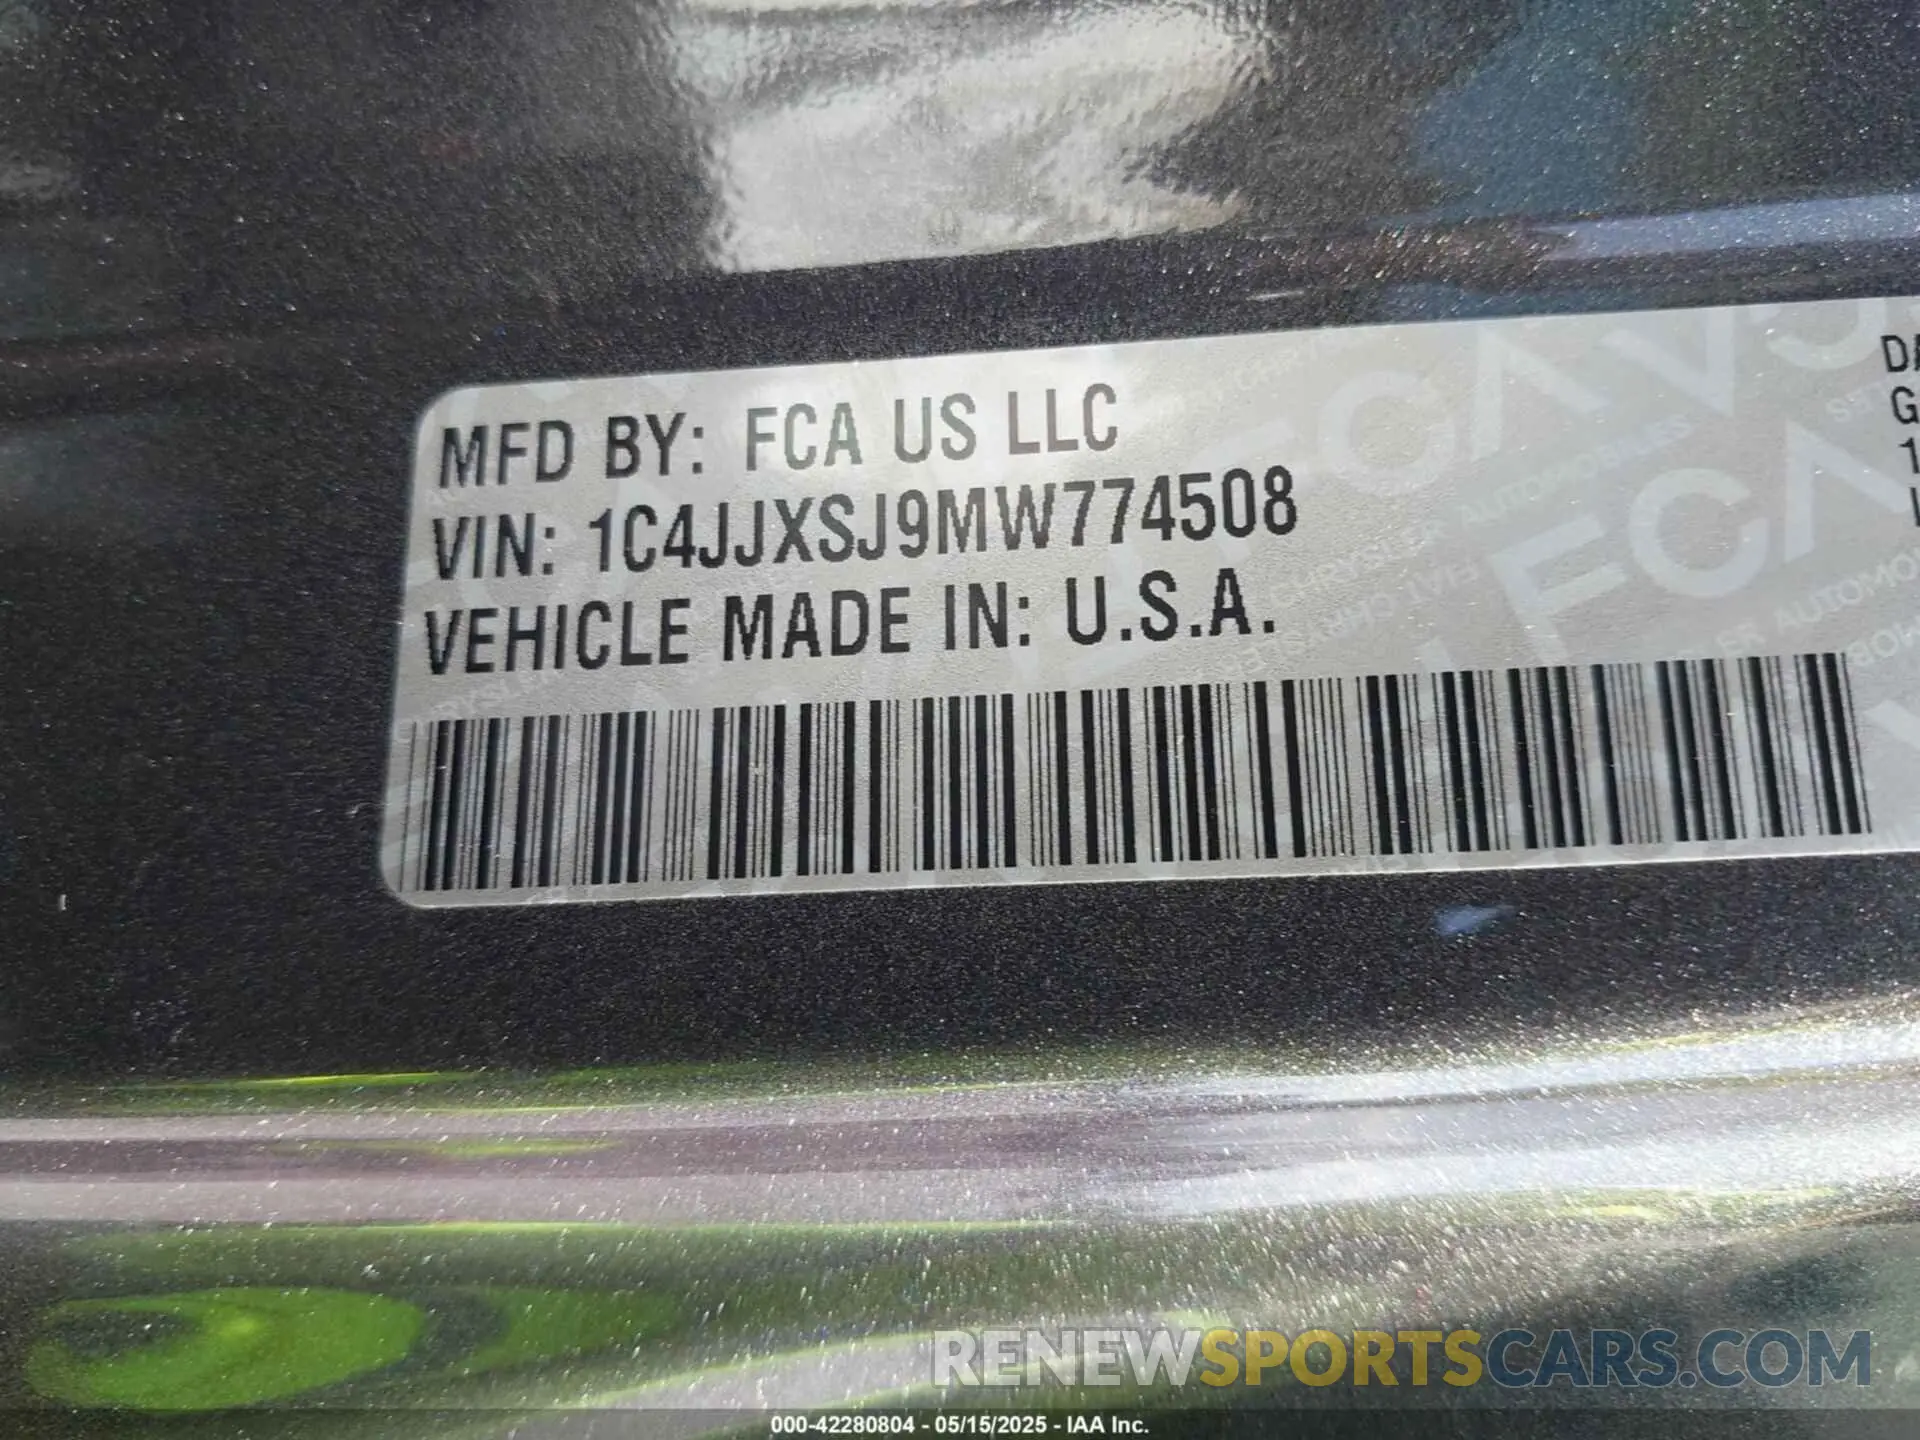 MFD BY: FCA US LLC
VIN: 1C4JJXSJ9MW774508
VEHICLE MADE IN: U.S.A.
RENEWSPORTSCARS.COM
000-42280804 - 05/15/2025 - IAA Inc.